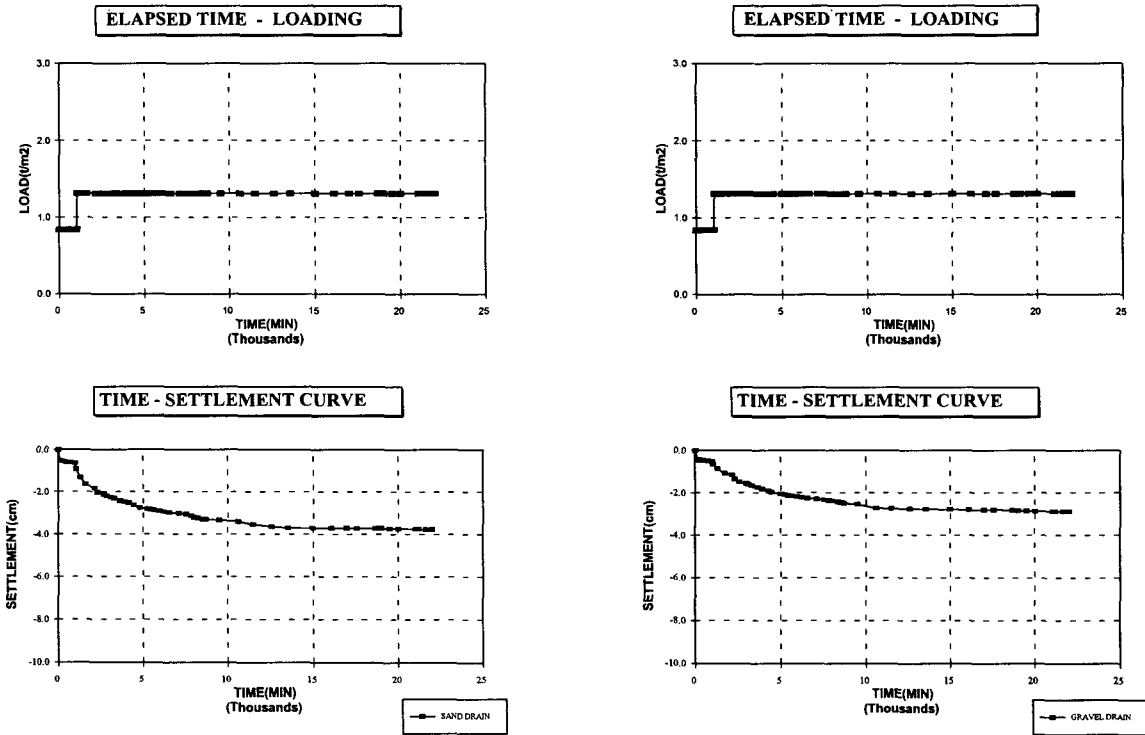 ELAPSED TIME - LOADING
3.0
2.0
1.0
0.0
LOAD(t/m2)
0 5 10 15 20 25
TIME(MIN)
(Thousands)
ELAPSED TIME - LOADING
3.0
2.0
1.0
0.0
LOAD(t/m2)
0 5 10 15 20 25
TIME(MIN)
(Thousands)
TIME - SETTLEMENT CURVE
0.0
-2.0
-4.0
-6.0
-8.0
-10.0
SETTLEMENT(cm)
0 5 10 15 20 25
TIME(MIN)
(Thousands)
SAND DRAIN
TIME - SETTLEMENT CURVE
0.0
-2.0
-4.0
-6.0
-8.0
-10.0
SETTLEMENT(cm)
0 5 10 15 20 25
TIME(MIN)
(Thousands)
GRAVEL DRAIN